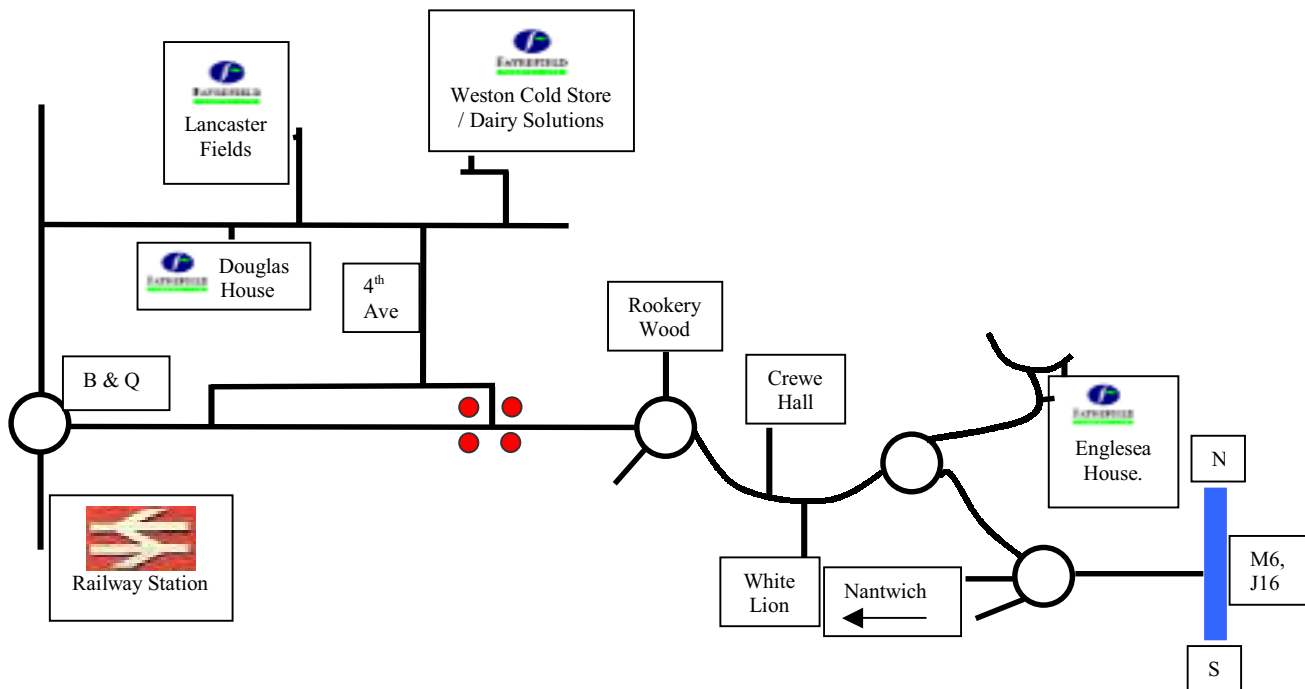 Weston Cold Store
/ Dairy Solutions
Lancaster
Fields
Douglas
House
4th
Ave
B & Q
Rookery
Wood
Crewe
Hall
FAYREFIELD
Englesea
House.
N
M6,
J16
S
White
Lion
Nantwich
Railway Station